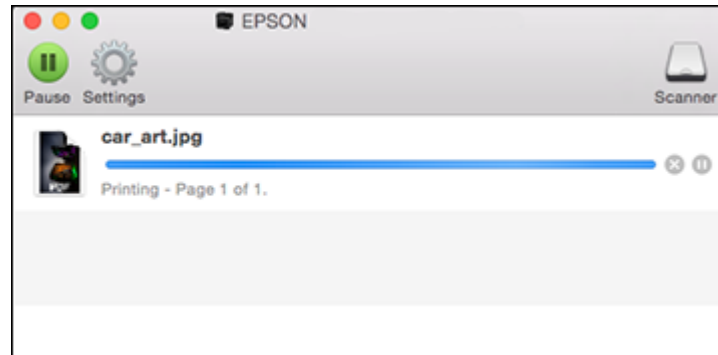 EPSON
Pause Settings Scanner
car_art.jpg
Printing - Page 1 of 1.